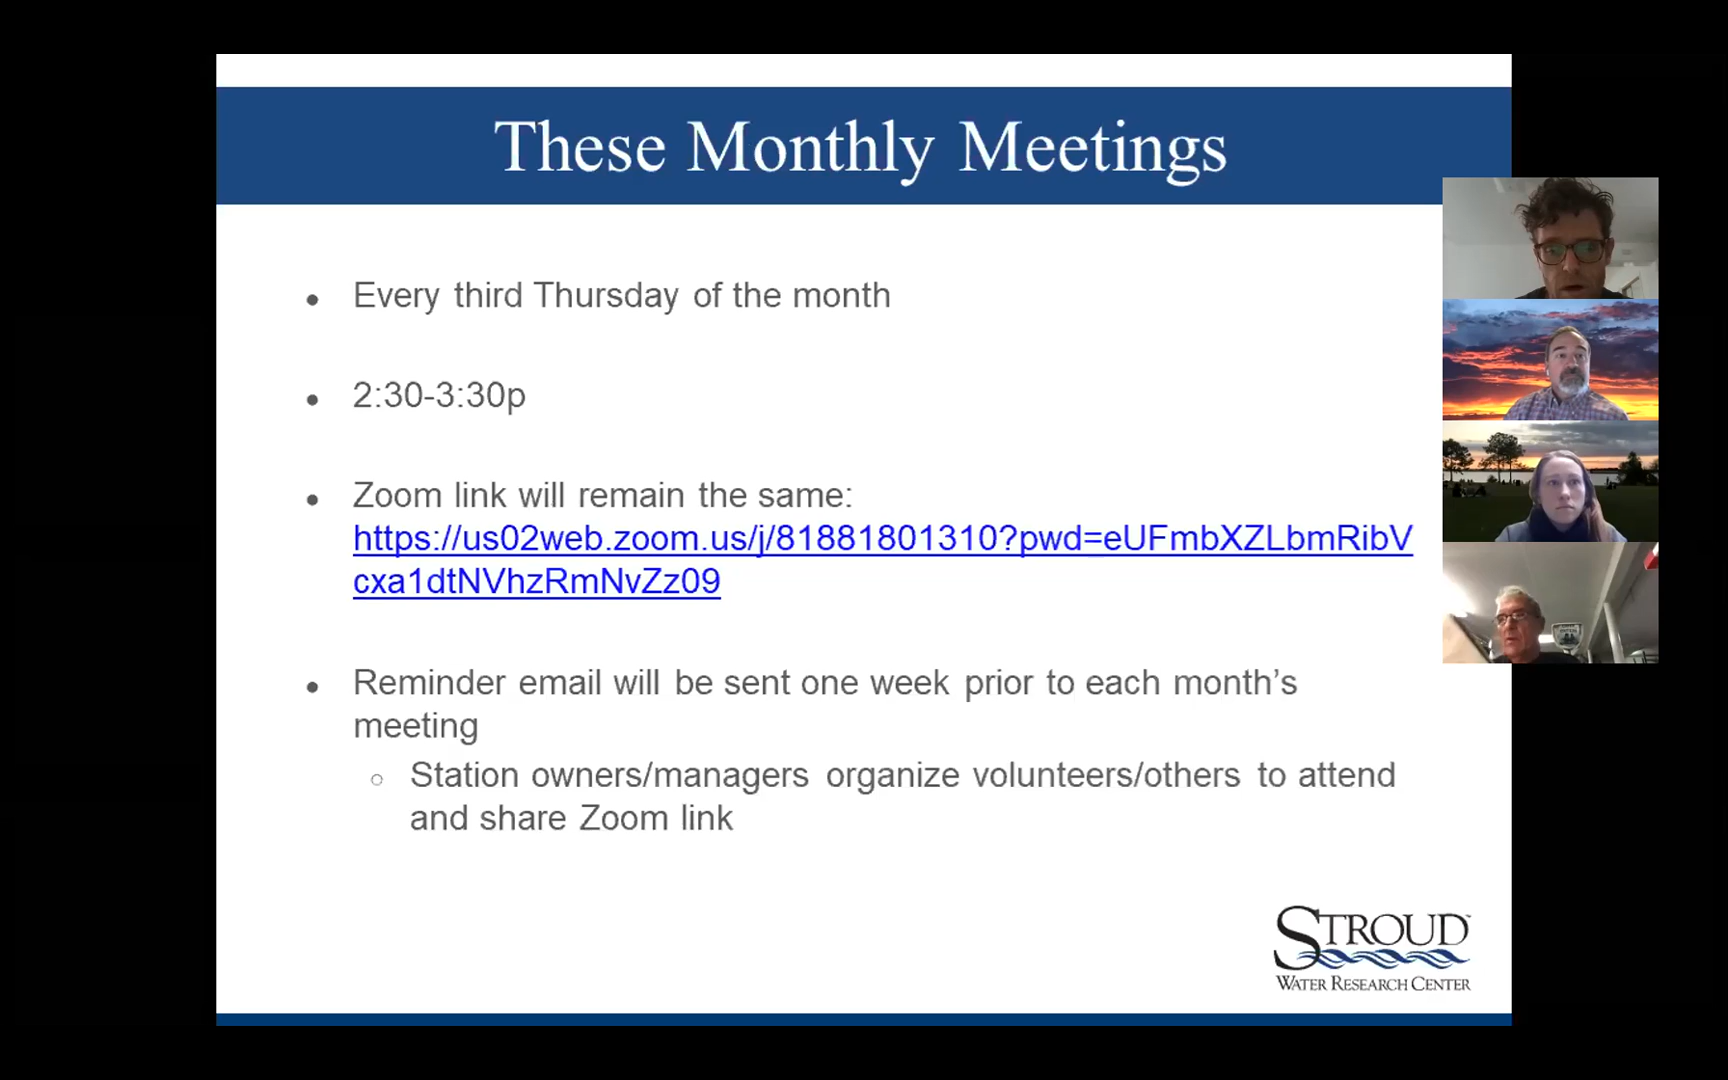 These Monthly Meetings
Every third Thursday of the month
2:30-3:30p
Zoom link will remain the same:
https://us02web.zoom.us/j/81881801310?pwd=eUFmbXZLbmRibV
cxa1dtNVhzRmNvZz09
Reminder email will be sent one week prior to each month’s
meeting
Station owners/managers organize volunteers/others to attend
and share Zoom link
STROUD
WATER RESEARCH CENTER